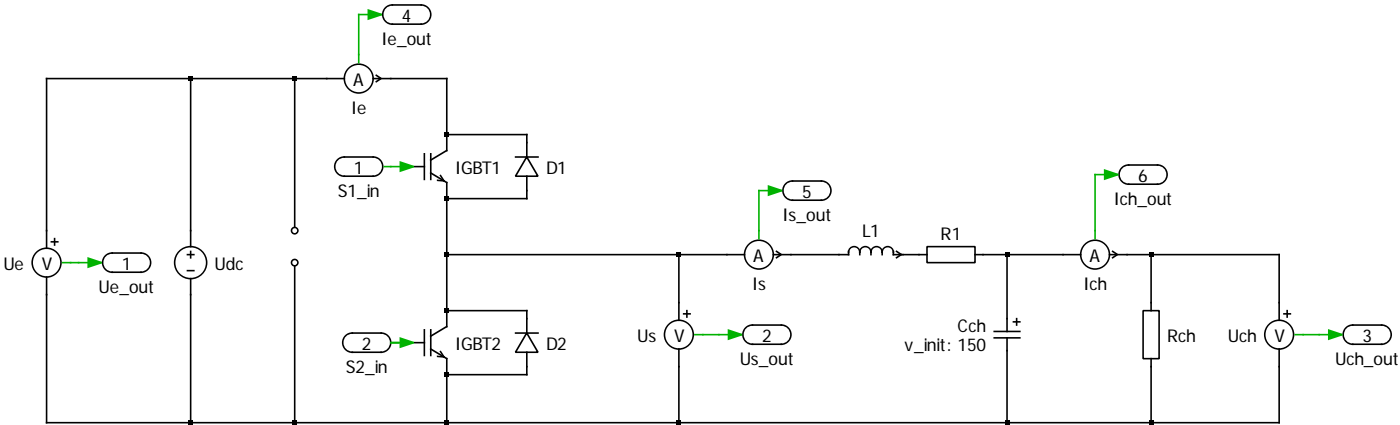 4
Ie_out
A
Ie
1
S1_in
IGBT1
D1
6
Ich_out
5
Is_out
L1
R1
A
Is
A
Ich
+
Ue
V
1
Ue_out
+
−
Udc
2
S2_in
IGBT2
D2
+
Us
V
2
Us_out
Cch
+
v_init: 150
Rch
+
Uch
V
3
Uch_out